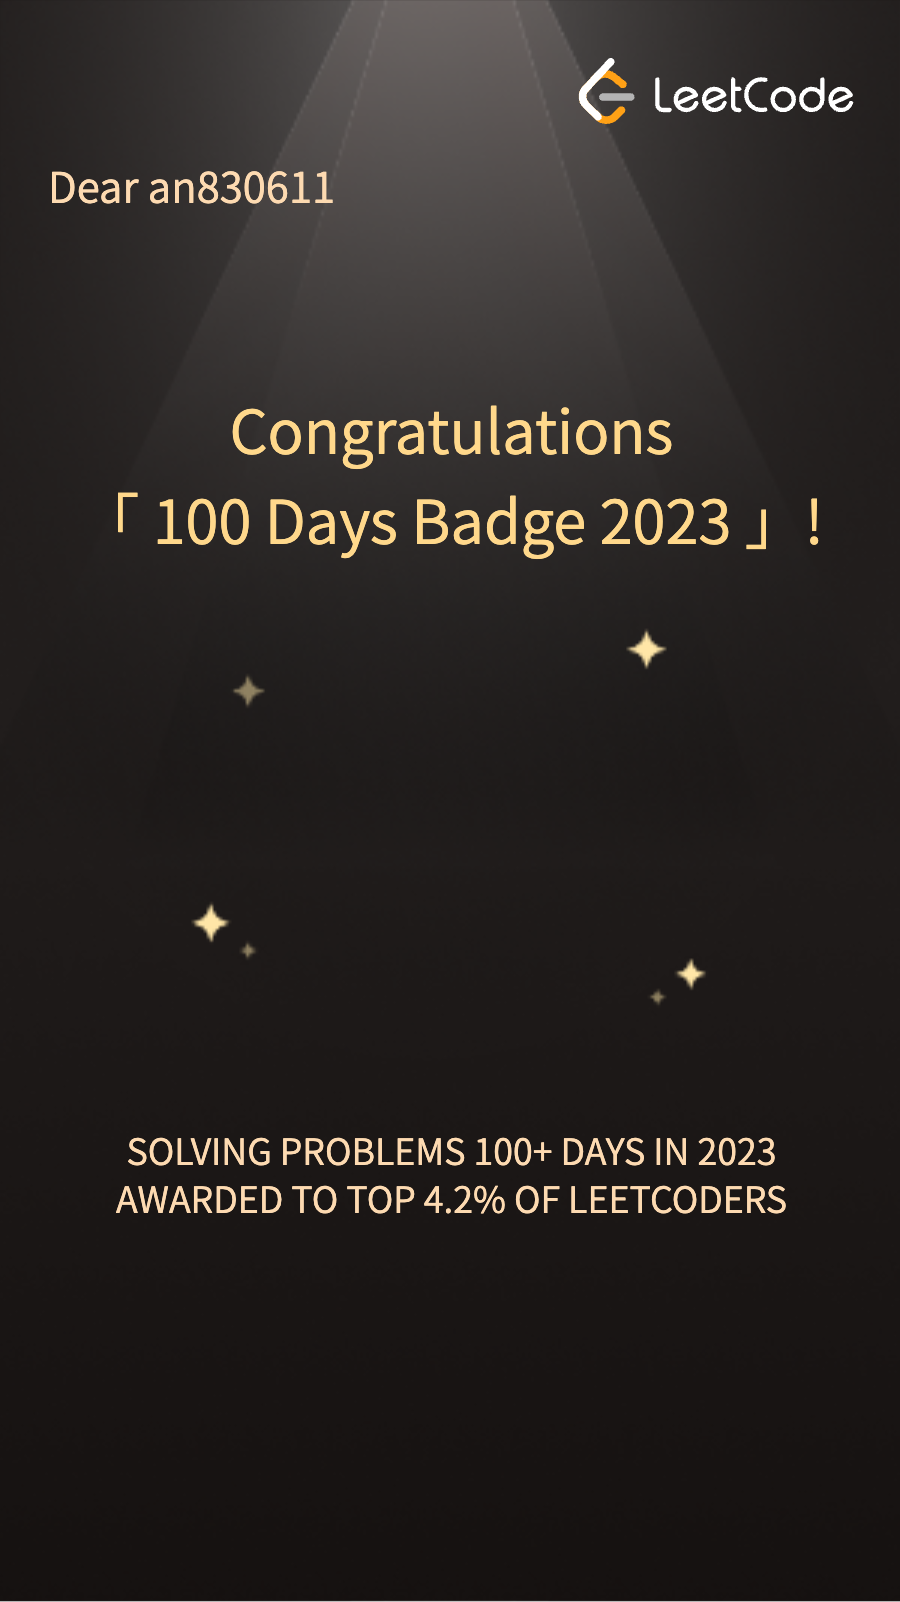 LeetCode
Dear an830611
Congratulations
「 100 Days Badge 2023 」!
SOLVING PROBLEMS 100+ DAYS IN 2023
AWARDED TO TOP 4.2% OF LEETCODERS